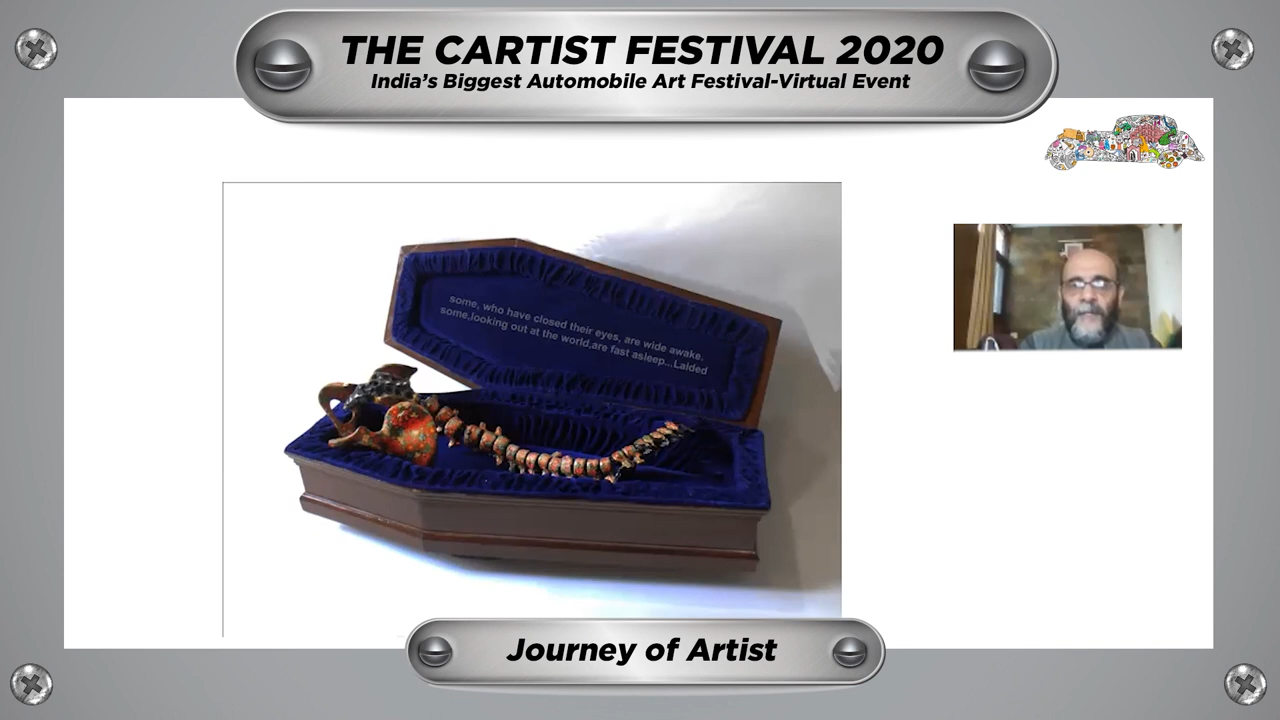 THE CARTIST FESTIVAL 2020
India's Biggest Automobile Art Festival-Virtual Event
some, who have closed their eyes, are wide awake.
some,looking out at the world,are fast asleep...Lalded
Journey of Artist